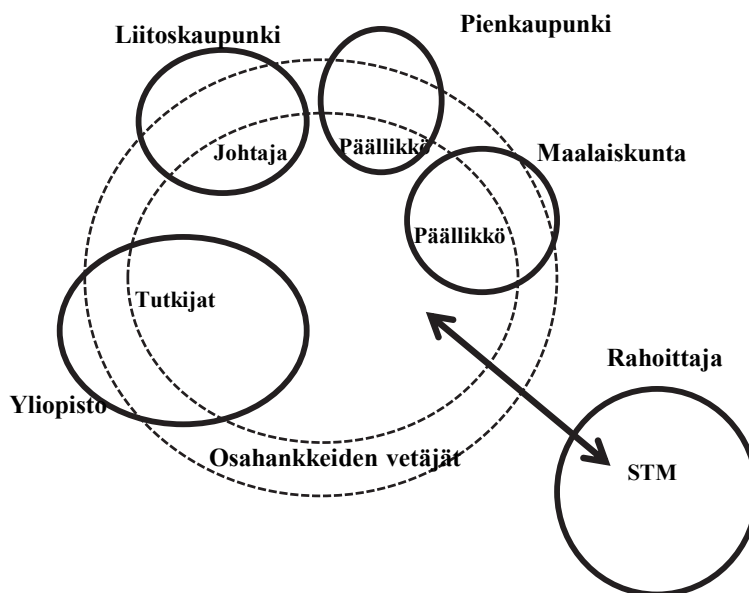 Pienkaupunki
Liitoskaupunki
Päällikkö
Johtaja
Maalaiskunta
Päällikkö
Tutkijat
Rahoittaja
Yliopisto
Osahankkeiden vetäjät
STM